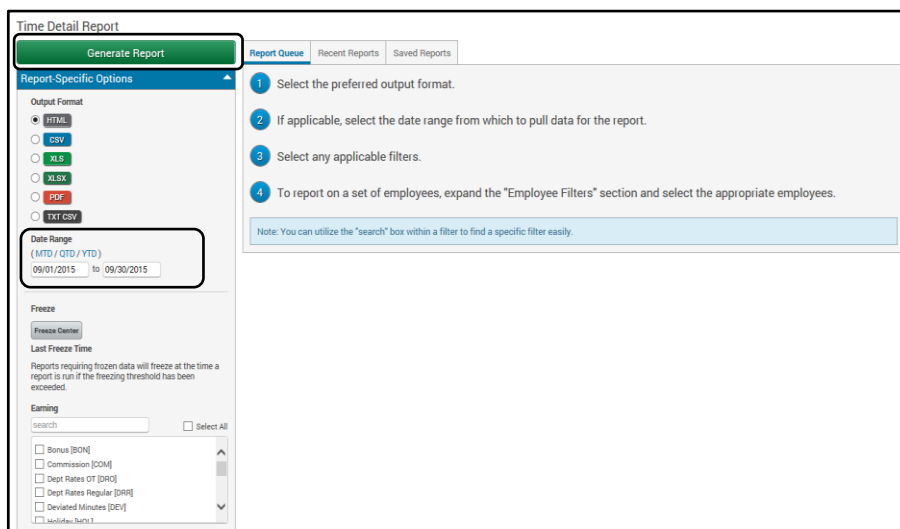 Time Detail Report
Generate Report
Report-Specific Options
Output Format
HTML
CSV
XLS
XLSX
PDF
TXT CSV
Date Range
( MTD / QTD / YTD )
09/01/2015 to 09/30/2015
Freeze
Freeze Center
Last Freeze Time
Reports requiring frozen data will freeze at the time a
report is run if the freezing threshold has been
exceeded.
Earning
search Select All
Bonus [BON]
Commission [COM]
Dept Rates OT [DRO]
Dept Rates Regular [DRR]
Deviated Minutes [DEV]
Holiday [HOL]
Report Queue Recent Reports Saved Reports
1 Select the preferred output format.
2 If applicable, select the date range from which to pull data for the report.
3 Select any applicable filters.
4 To report on a set of employees, expand the "Employee Filters" section and select the appropriate employees.
Note: You can utilize the "search" box within a filter to find a specific filter easily.